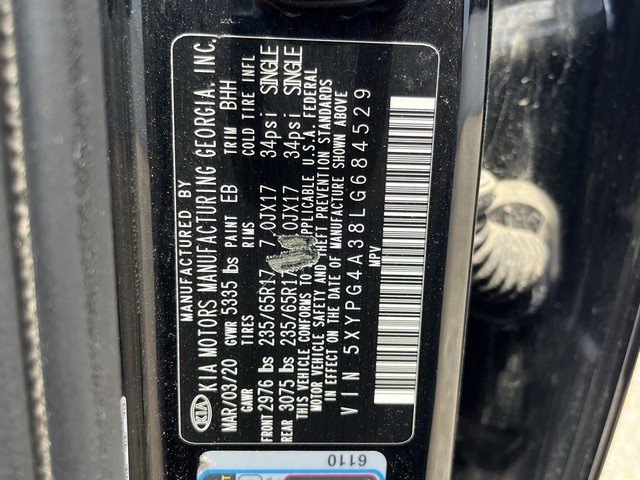 MANUFACTURED BY
KIA KIA MOTORS MANUFACTURING GEORGIA. INC.
MAR/03/20 GVWR 5335 lbs PAINT EB TRIM BHH
GAWR TIRES RIMS COLD TIRE INFL
FRONT 2976 lbs 235/65R17 7.0JX17 34psi SINGLE
REAR 3075 lbs 235/65R17 7.0JX17 34psi SINGLE
THIS VEHICLE CONFORMS TO APPLICABLE U.S.A. FEDERAL
MOTOR VEHICLE SAFETY AND THEFT PREVENTION STANDARDS
IN EFFECT ON THE DATE OF MANUFACTURE SHOWN ABOVE
VIN 5XYPG4A38LG684529
MPV
6110